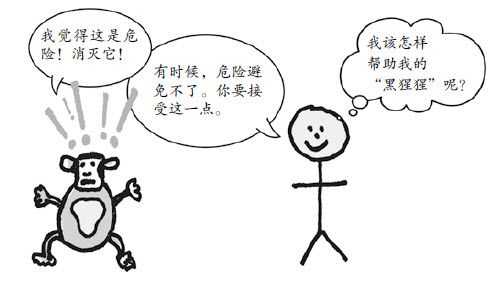 我觉得这是危
险！消灭它！
有时候，危险避
免不了。你要接
受这一点。
我该怎样
帮助我的
“黑猩猩”呢？